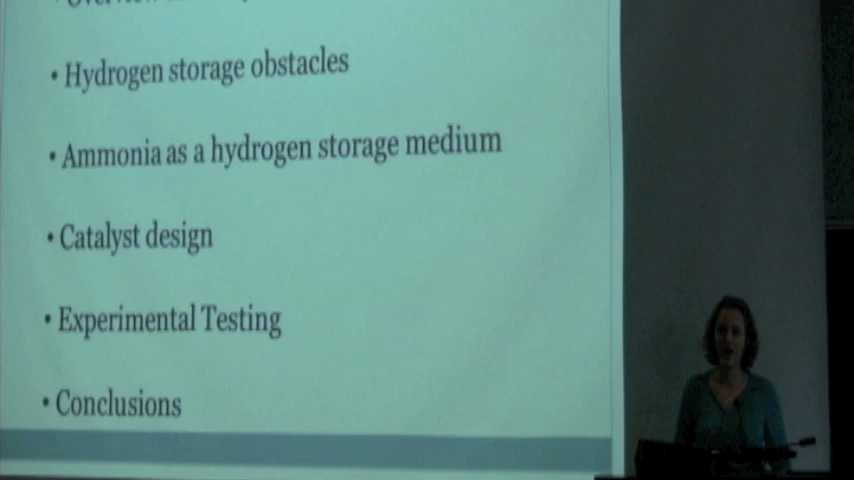 • Hydrogen storage obstacles
• Ammonia as a hydrogen storage medium
• Catalyst design
• Experimental Testing
• Conclusions